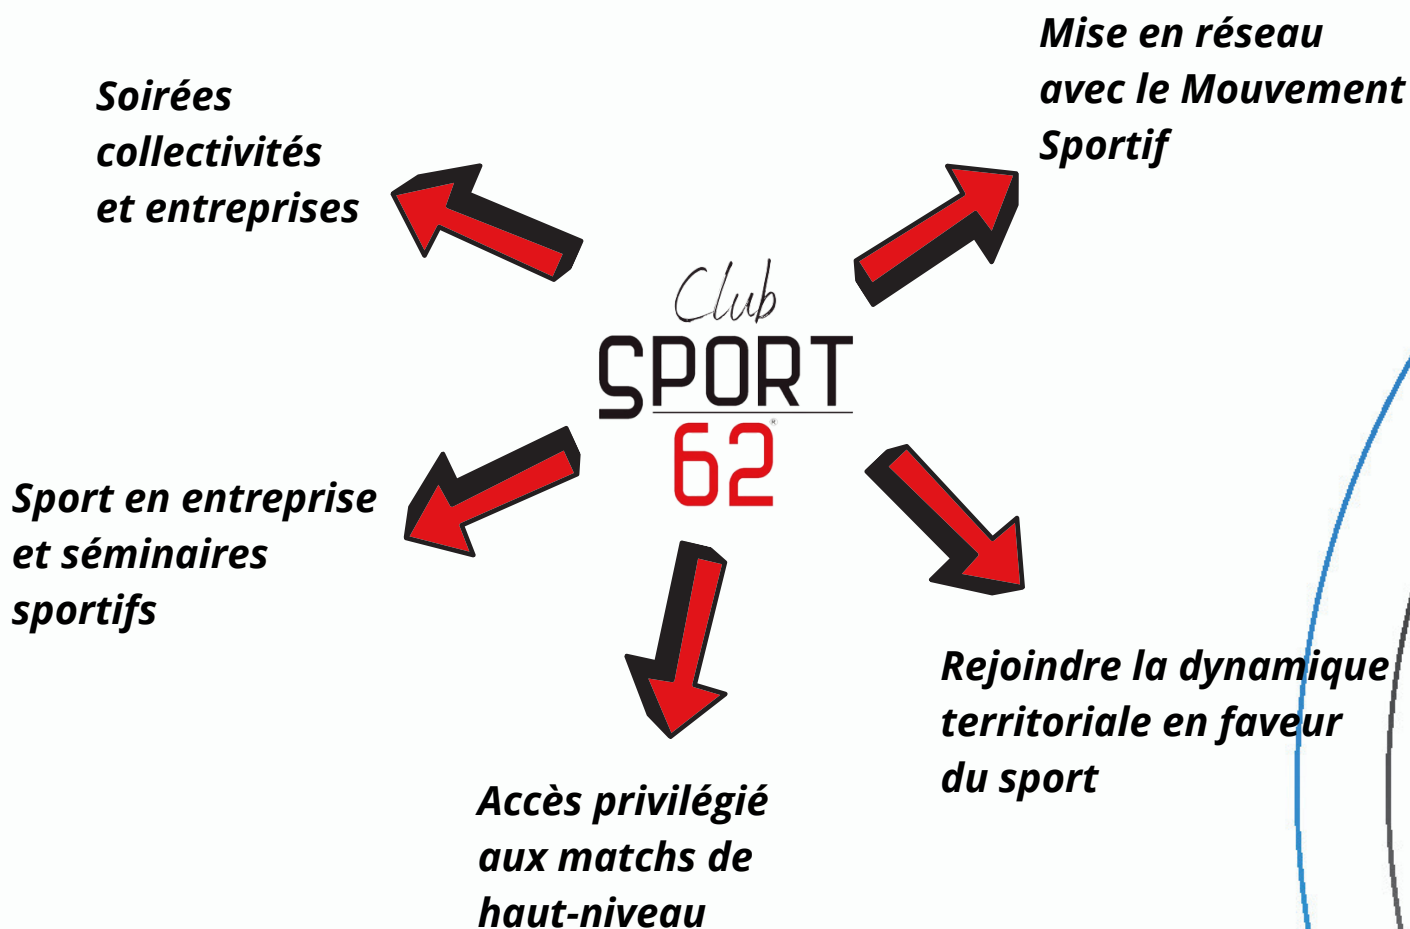 Mise en réseau
avec le Mouvement
Sportif
Soirées
collectivités
et entreprises
Club
SPORT
62®
Sport en entreprise
et séminaires
sportifs
Rejoindre la dynamique
territoriale en faveur
du sport
Accès privilégié
aux matchs de
haut-niveau